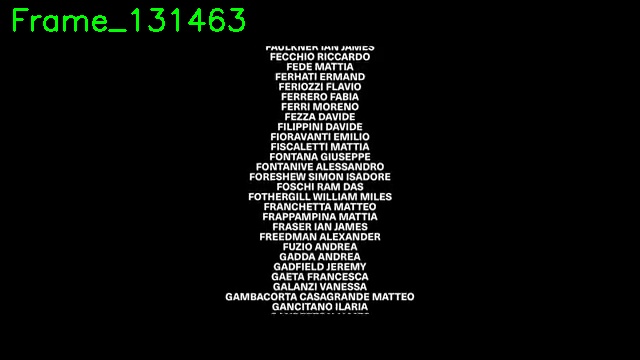 Frame_131463
FAULKNER IAN JAMES
FECCHIO RICCARDO
FEDE MATTIA
FERHATI ERMAND
FERIOZZI FLAVIO
FERRERO FABIA
FERRI MORENO
FEZZA DAVIDE
FILIPPINI DAVIDE
FIORAVANTI EMILIO
FISCALETTI MATTIA
FONTANA GIUSEPPE
FONTANIVE ALESSANDRO
FORESHEW SIMON ISADORE
FOSCHI RAM DAS
FOTHERGILL WILLIAM MILES
FRANCHETTA MATTEO
FRAPPAMPINA MATTIA
FRASER IAN JAMES
FREEDMAN ALEXANDER
FUZIO ANDREA
GADDA ANDREA
GADFIELD JEREMY
GAETA FRANCESCA
GALANZI VANESSA
GAMBACORTA CASAGRANDE MATTEO
GANCITANO ILARIA